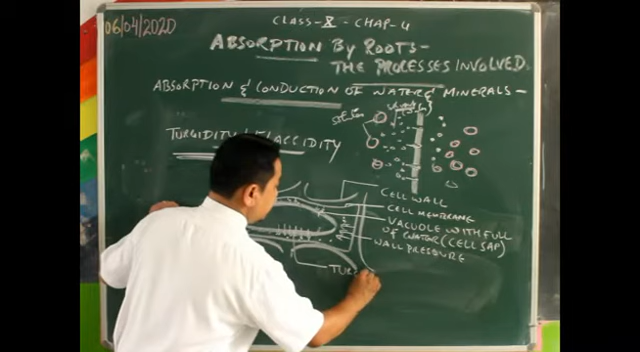 06/04/2020
CLASS-X-CHAP-4
ABSORPTION BY ROOTS-
THE PROCESSES INVOLVED.
ABSORPTION & CONDUCTION OF WATER & MINERALS-
TURGIDITY FLACCIDITY
CELL WALL
CELL MEMBRANE
VACUOLE WITH FULL
OF WATER (CELL SAP)
WALL PRESSURE
TUR